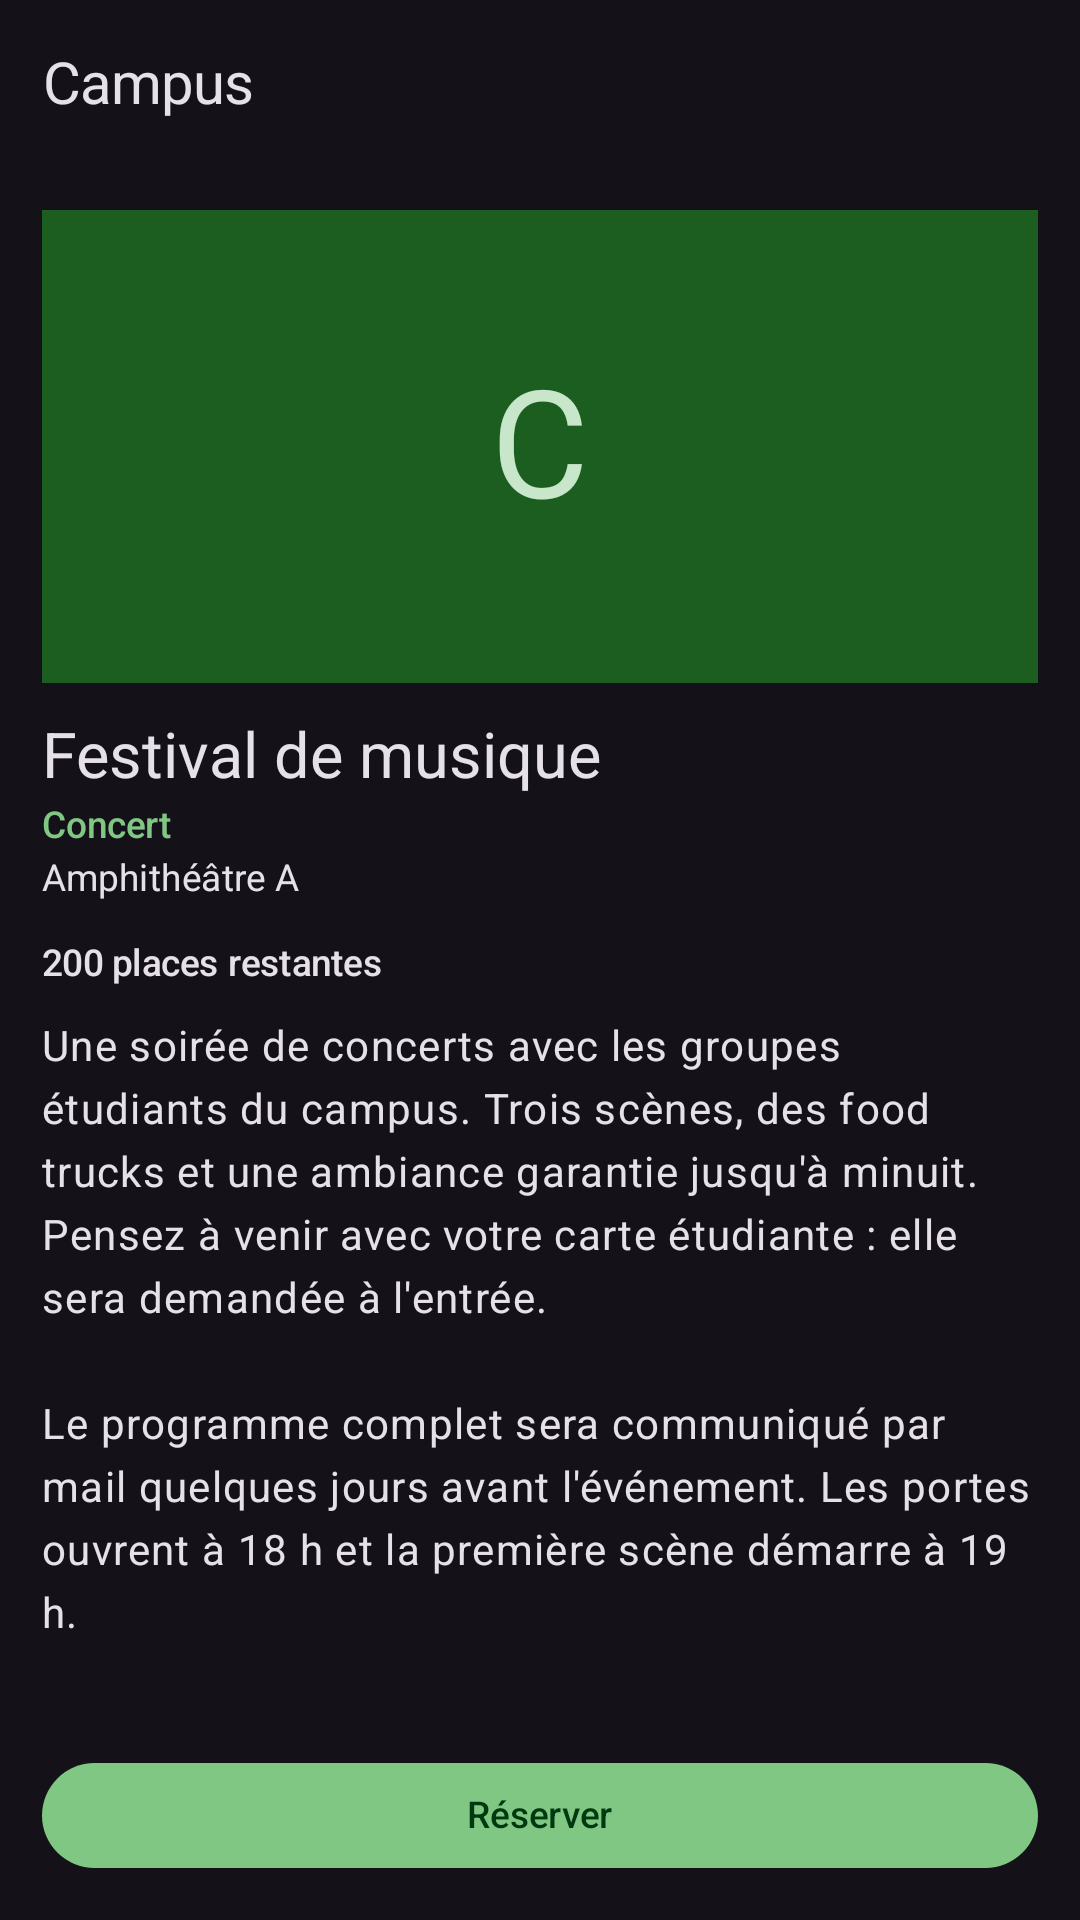 Campus
C
Festival de musique
Concert
Amphithéâtre A
200 places restantes
Une soirée de concerts avec les groupes
étudiants du campus. Trois scènes, des food
trucks et une ambiance garantie jusqu'à minuit.
Pensez à venir avec votre carte étudiante : elle
sera demandée à l'entrée.
Le programme complet sera communiqué par
mail quelques jours avant l'événement. Les portes
ouvrent à 18 h et la première scène démarre à 19
h.
Réserver